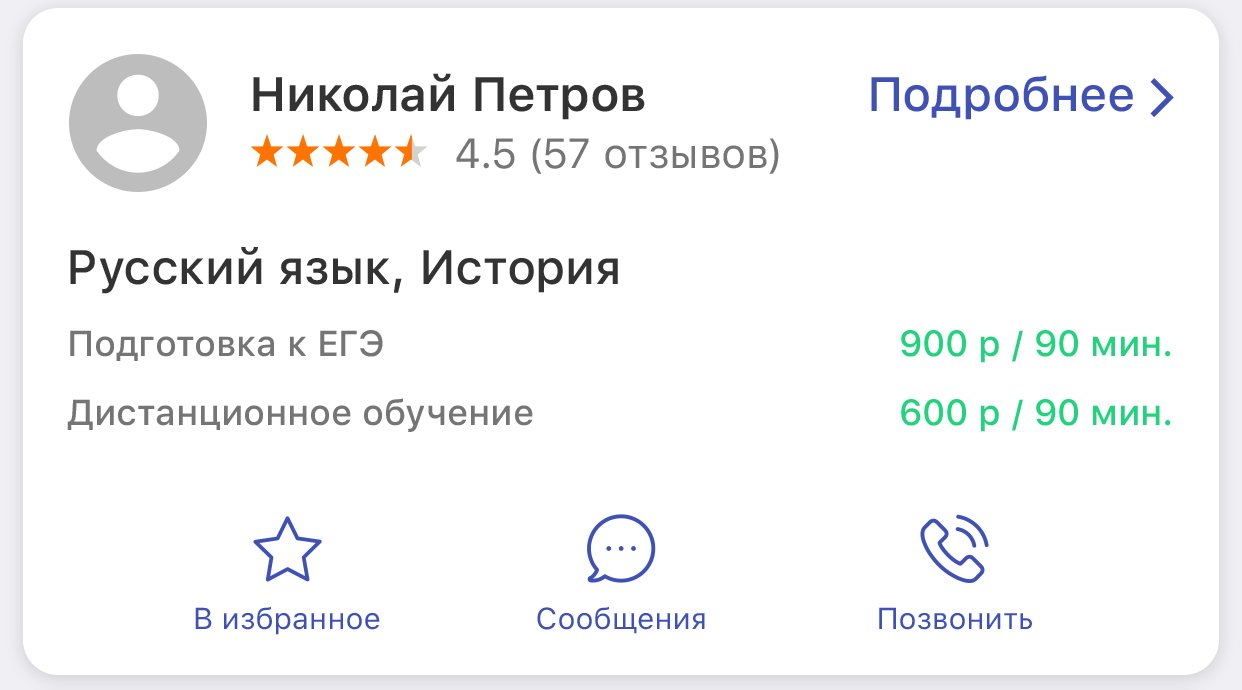 Николай Петров
Подробнее
4.5 (57 отзывов)
Русский язык, История
Подготовка к ЕГЭ
900 р / 90 мин.
Дистанционное обучение
600 р / 90 мин.
В избранное
Сообщения
Позвонить